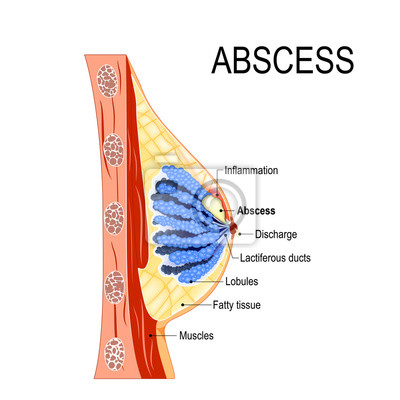 ABSCESS
Inflammation
Abscess
Discharge
Lactiferous ducts
Lobules
Fatty tissue
Muscles